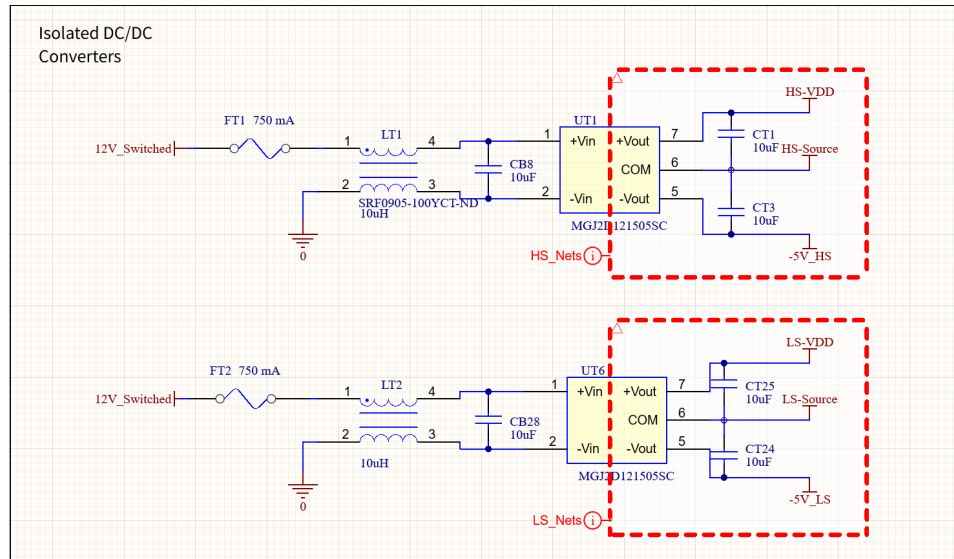 Isolated DC/DC
Converters
HS-VDD
FT1 750 mA
LT1
UT1
12V_Switched
1
4
1
+Vin
+Vout
7
CT1
10uF
HS-Source
CB8
10uF
COM
6
2
3
2
-Vin
-Vout
5
CT3
10uF
SRF0905-100YCT-ND
10uH
MGJ2D121505SC
0
HS_Nets
i
-5V_HS
LS-VDD
FT2 750 mA
LT2
UT6
12V_Switched
1
4
1
+Vin
+Vout
7
CT25
10uF
LS-Source
CB28
10uF
COM
6
2
3
2
-Vin
-Vout
5
CT24
10uF
10uH
MGJ2D121505SC
0
LS_Nets
i
-5V_LS